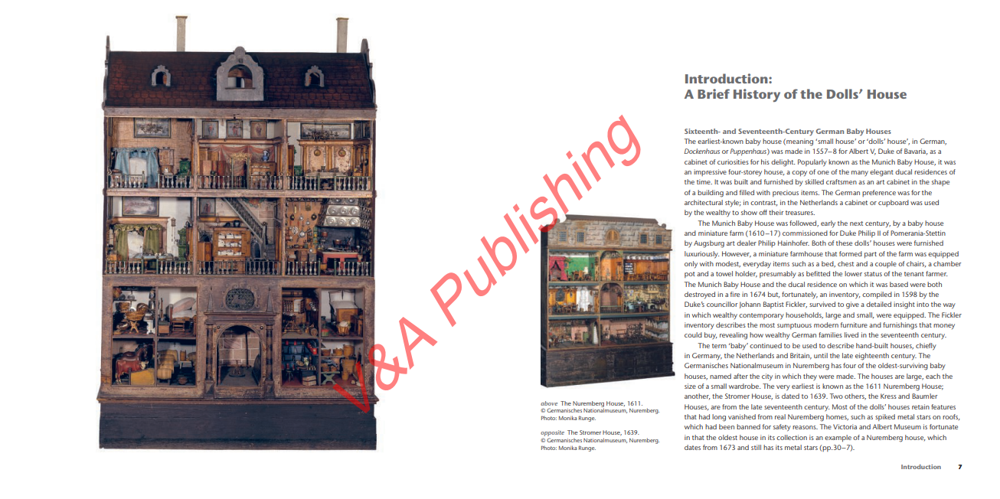 Introduction:
A Brief History of the Dolls’ House
Sixteenth- and Seventeenth-Century German Baby Houses
The earliest-known baby house (meaning ‘small house’ or ‘dolls’ house’, in German,
Dockenhaus or Puppenhaus) was made in 1557–8 for Albert V, Duke of Bavaria, as a
cabinet of curiosities for his delight. Popularly known as the Munich Baby House, it was
an impressive four-storey house, a copy of one of the many elegant ducal residences of
the time. It was built and furnished by skilled craftsmen as an art cabinet in the shape
of a building and filled with precious items. The German preference was for the
architectural style; in contrast, in the Netherlands a cabinet or cupboard was used
by the wealthy to show off their treasures.
The Munich Baby House was followed, early the next century, by a baby house
and miniature farm (1610–17) commissioned for Duke Philip II of Pomerania-Stettin
by Augsburg art dealer Philip Hainhofer. Both of these dolls’ houses were furnished
luxuriously. However, a miniature farmhouse that formed part of the farm was equipped
only with modest, everyday items such as a bed, chest and a couple of chairs, a chamber
pot and a towel holder, presumably as befitted the lower status of the tenant farmer.
The Munich Baby House and the ducal residence on which it was based were both
destroyed in a fire in 1674 but, fortunately, an inventory, compiled in 1598 by the
Duke’s councillor Johann Baptist Fickler, survived to give a detailed insight into the way
in which wealthy contemporary households, large and small, were equipped. The Fickler
inventory describes the most sumptuous modern furniture and furnishings that money
could buy, revealing how wealthy German families lived in the seventeenth century.
The term ‘baby’ continued to be used to describe hand-built houses, chiefly
in Germany, the Netherlands and Britain, until the late eighteenth century. The
Germanisches Nationalmuseum in Nuremberg has four of the oldest-surviving baby
houses, named after the city in which they were made. The houses are large, each the
size of a small wardrobe. The very earliest is known as the 1611 Nuremberg House;
another, the Stromer House, is dated to 1639. Two others, the Kress and Baumler
Houses, are from the late seventeenth century. Most of the dolls’ houses retain features
that had long vanished from real Nuremberg homes, such as spiked metal stars on roofs,
which had been banned for safety reasons. The Victoria and Albert Museum is fortunate
in that the oldest house in its collection is an example of a Nuremberg house, which
dates from 1673 and still has its metal stars (pp.30–7).
above The Nuremberg House, 1611.
© Germanisches Nationalmuseum, Nuremberg.
Photo: Monika Runge.
opposite The Stromer House, 1639.
© Germanisches Nationalmuseum, Nuremberg.
Photo: Monika Runge.
Introduction 7
V&A Publishing